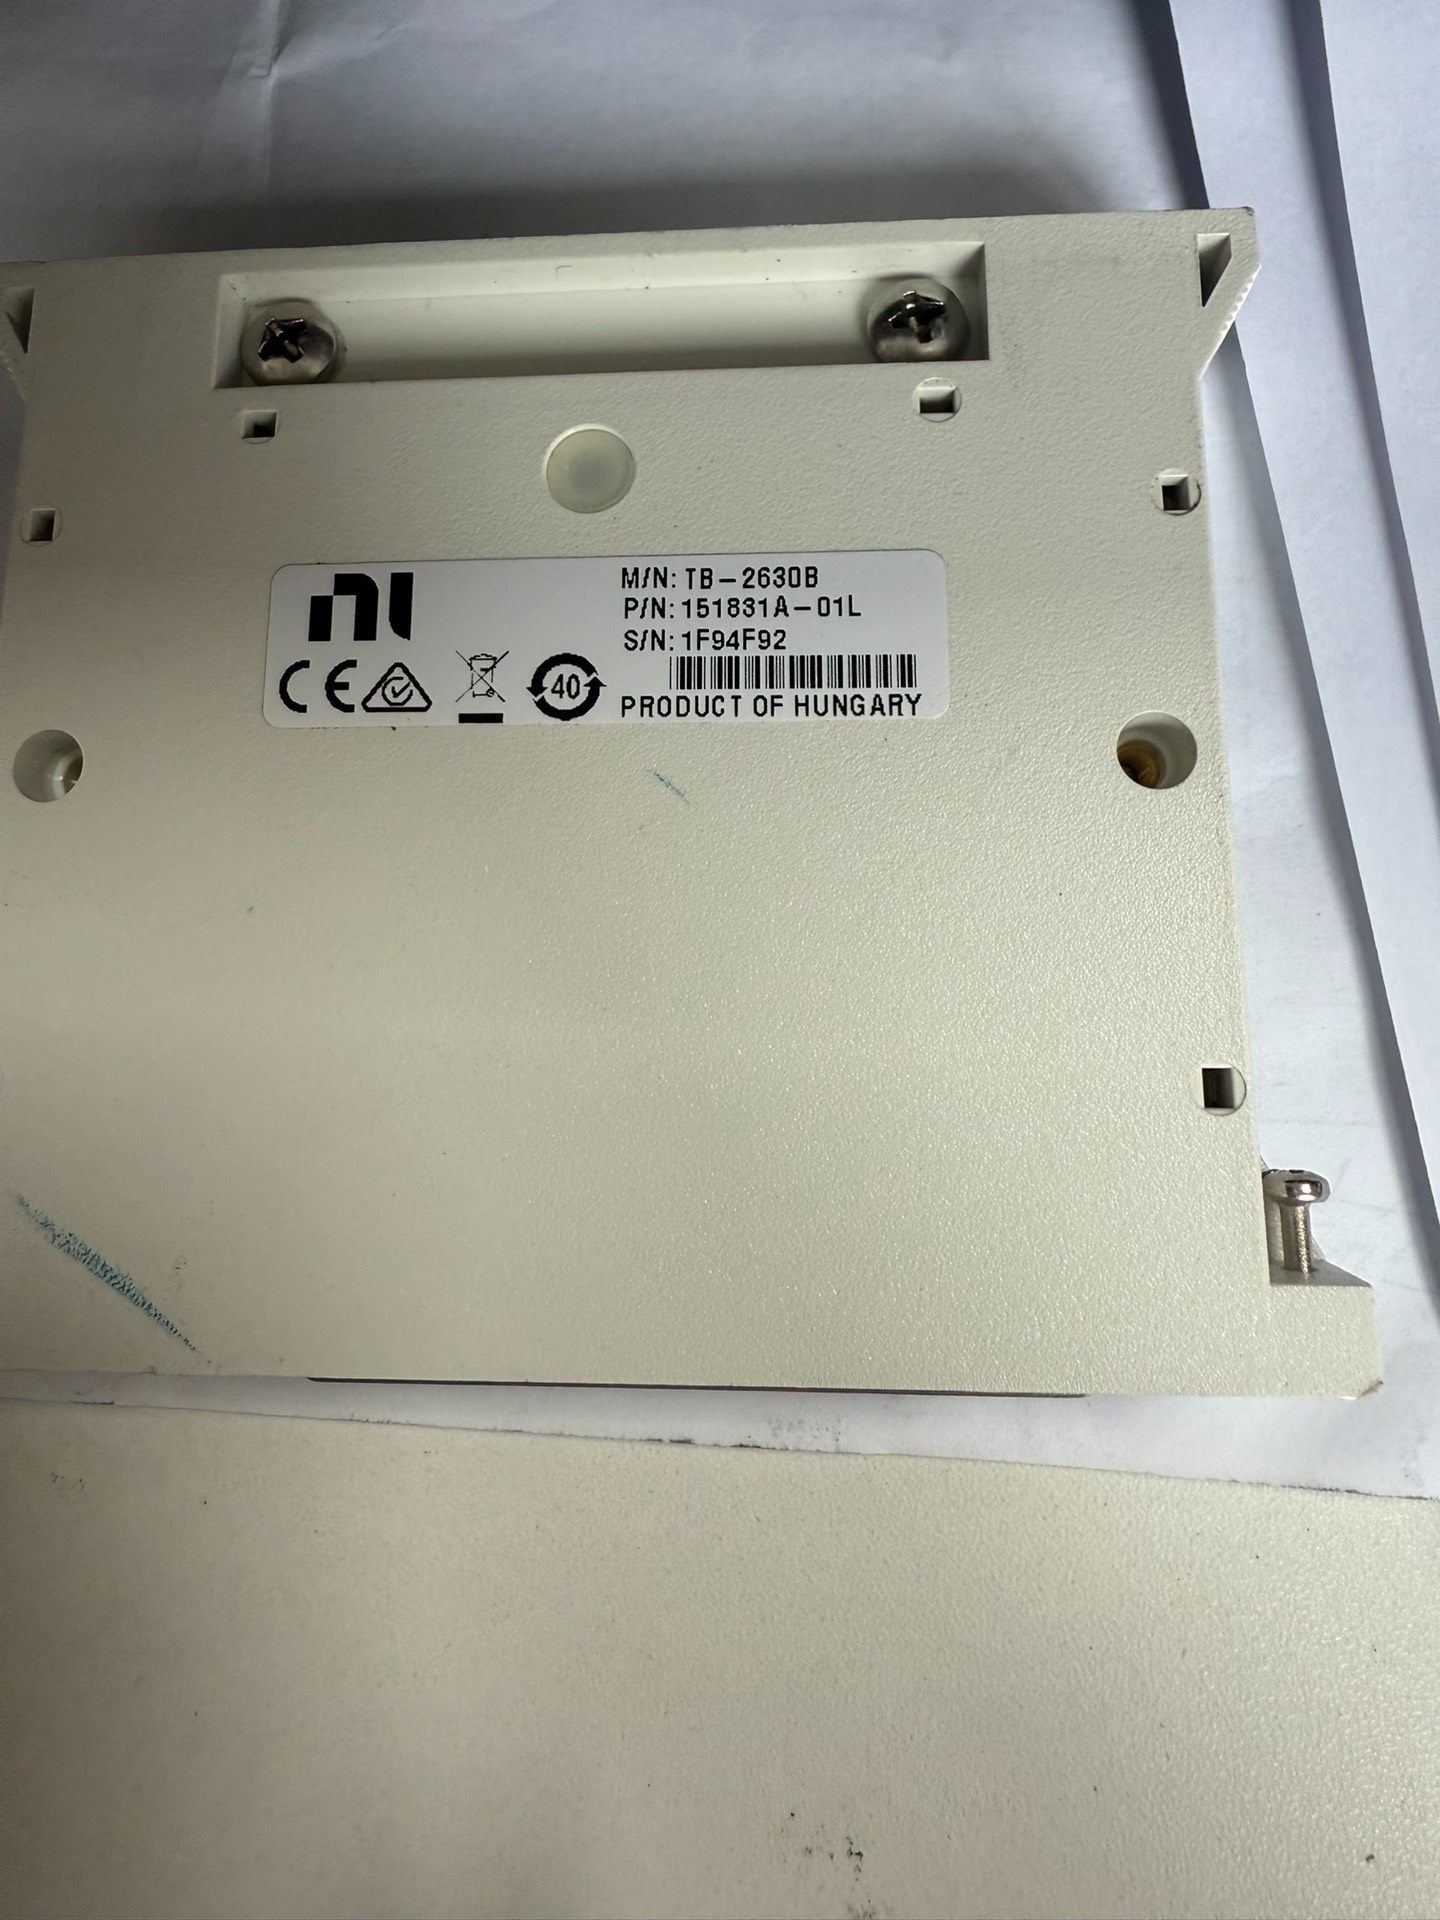 ni
M/N: TB-2630B
P/N: 151831A-01L
S/N: 1F94F92
CE
40
PRODUCT OF HUNGARY